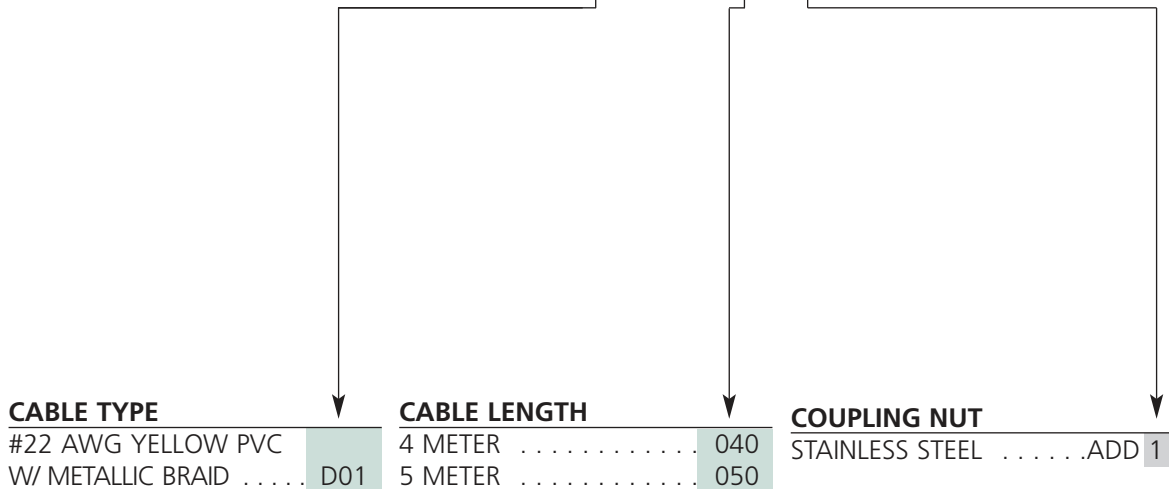 CABLE TYPE
#22 AWG YELLOW PVC
W/ METALLIC BRAID . . . . . D01
CABLE LENGTH
4 METER . . . . . . . . . . . . . 040
5 METER . . . . . . . . . . . . . 050
COUPLING NUT
STAINLESS STEEL . . . . . .ADD 1